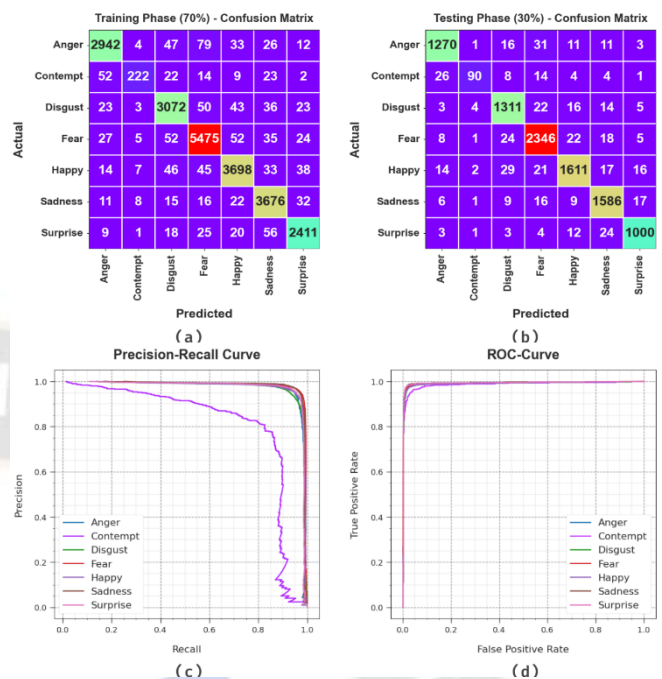 Training Phase (70%) - Confusion Matrix
Actual
Anger 2942 4 47 79 33 26 12
Contempt 52 222 22 14 9 23 2
Disgust 23 3 3072 50 43 36 23
Fear 27 5 52 5475 52 35 24
Happy 14 7 46 45 3698 33 38
Sadness 11 8 15 16 22 3676 32
Surprise 9 1 18 25 20 56 2411
Anger Contempt Disgust Fear Happy Sadness Surprise
Predicted
(a)
Testing Phase (30%) - Confusion Matrix
Actual
Anger 1270 1 16 31 11 11 3
Contempt 26 90 8 14 4 4 1
Disgust 3 4 1311 22 16 14 5
Fear 8 1 24 2346 22 18 5
Happy 14 2 29 21 1611 17 16
Sadness 6 1 9 16 9 1586 17
Surprise 3 1 3 4 12 24 1000
Anger Contempt Disgust Fear Happy Sadness Surprise
Predicted
(b)
Precision-Recall Curve
Precision
1.0
0.8
0.6
0.4
0.2
0.0
Anger
Contempt
Disgust
Fear
Happy
Sadness
Surprise
0.0 0.2 0.4 0.6 0.8 1.0
Recall
(c)
ROC-Curve
True Positive Rate
1.0
0.8
0.6
0.4
0.2
0.0
Anger
Contempt
Disgust
Fear
Happy
Sadness
Surprise
0.0 0.2 0.4 0.6 0.8 1.0
False Positive Rate
(d)